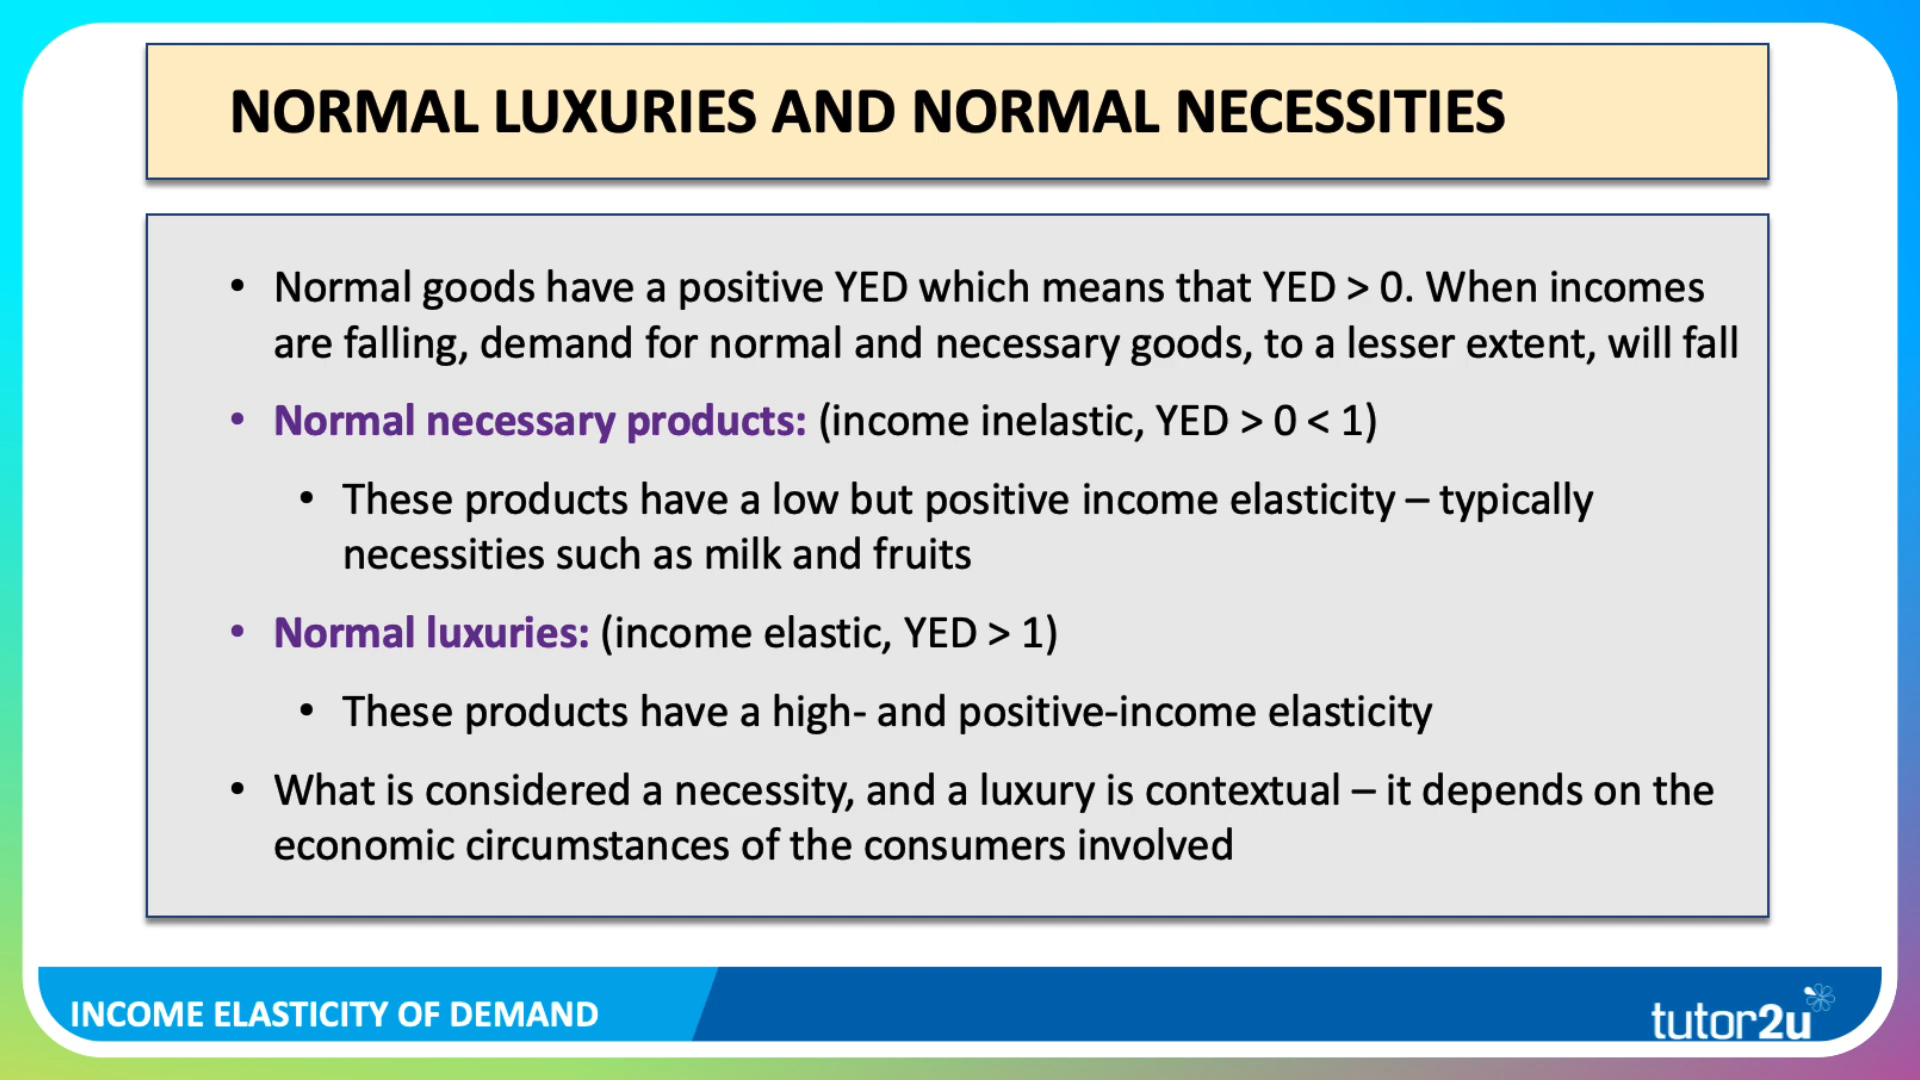 NORMAL LUXURIES AND NORMAL NECESSITIES
• Normal goods have a positive YED which means that YED > 0. When incomes
are falling, demand for normal and necessary goods, to a lesser extent, will fall
• Normal necessary products: (income inelastic, YED > 0 < 1)
• These products have a low but positive income elasticity – typically
necessities such as milk and fruits
• Normal luxuries: (income elastic, YED > 1)
• These products have a high- and positive-income elasticity
• What is considered a necessity, and a luxury is contextual – it depends on the
economic circumstances of the consumers involved
INCOME ELASTICITY OF DEMAND
tutor2u